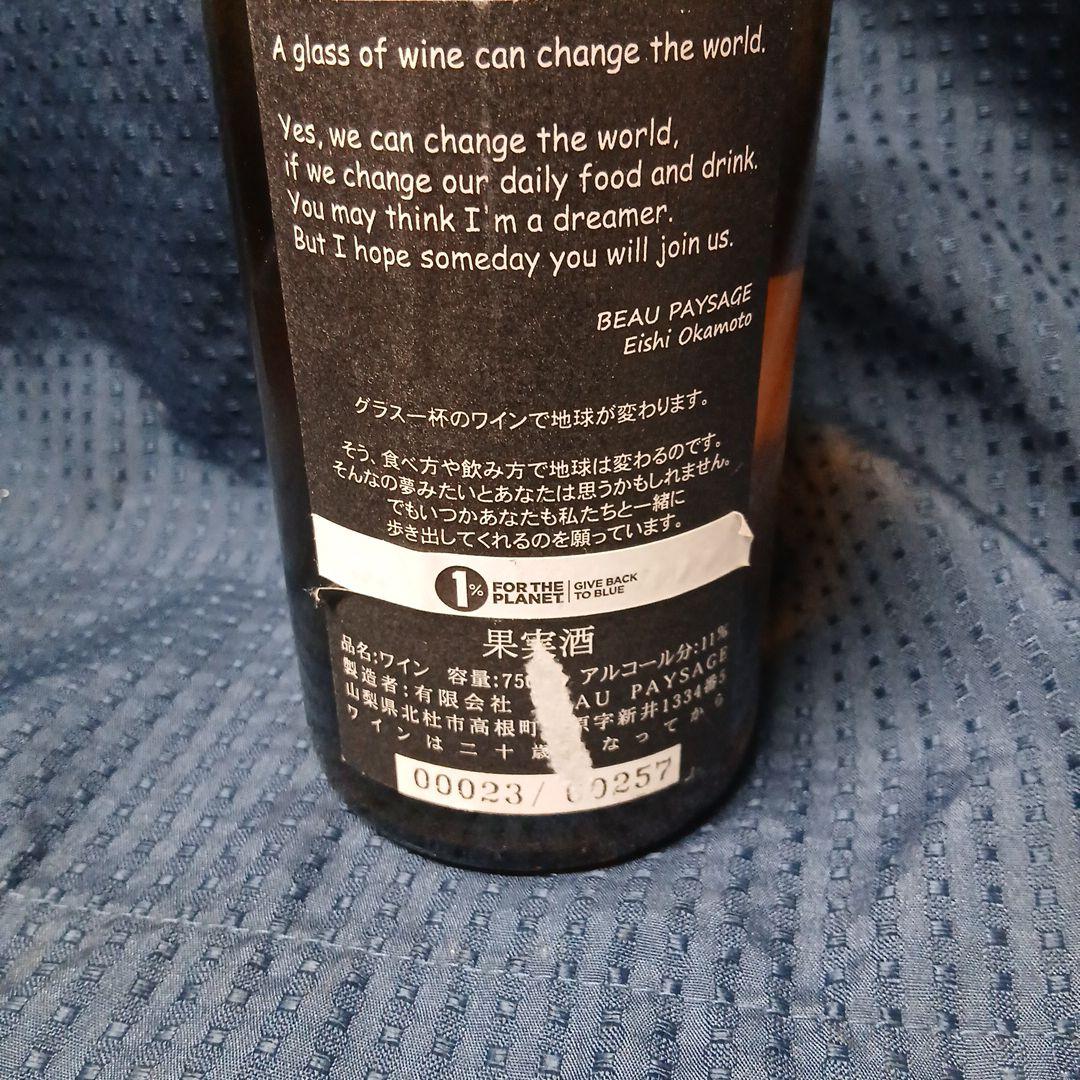 A glass of wine can change the world.
Yes, we can change the world,
if we change our daily food and drink.
You may think I'm a dreamer.
But I hope someday you will join us.
BEAU PAYSAGE
Eishi Okamoto
グラス一杯のワインで地球が変わります。
そう、食べ方や飲み方で地球は変わるのです。
そんなの夢みたいとあなたは思うかもしれません。
でもいつかあなたも私たちと一緒に
歩き出してくれるのを願っています。
1% FOR THE PLANET GIVE BACK TO BLUE
果実酒
品名:ワイン 容量:75 アルコール分:11%
製造者:有限会社 AU PAYSAGE
山梨県北杜市高根町 原字新井1334番5
ワインは二十歳 なってから
00023/ 00257